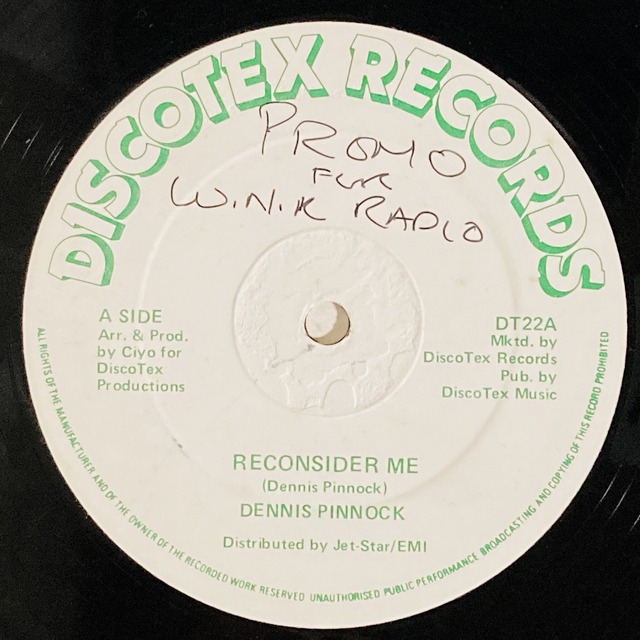 DISCOTEX RECORDS
PROMO
FUR
W.N.K RADIO
A SIDE
Arr. & Prod.
by Ciyo for
DiscoTex
Productions
DT22A
Mktd. by
DiscoTex Records
Pub. by
DiscoTex Music
RECONSIDER ME
(Dennis Pinnock)
DENNIS PINNOCK
Distributed by Jet-Star/EMI
ALL RIGHTS OF THE MANUFACTURER AND OF THE OWNER OF THE RECORDED WORK RESERVED UNAUTHORISED PUBLIC PERFORMANCE BROADCASTING AND COPYING OF THIS RECORD PROHIBITED